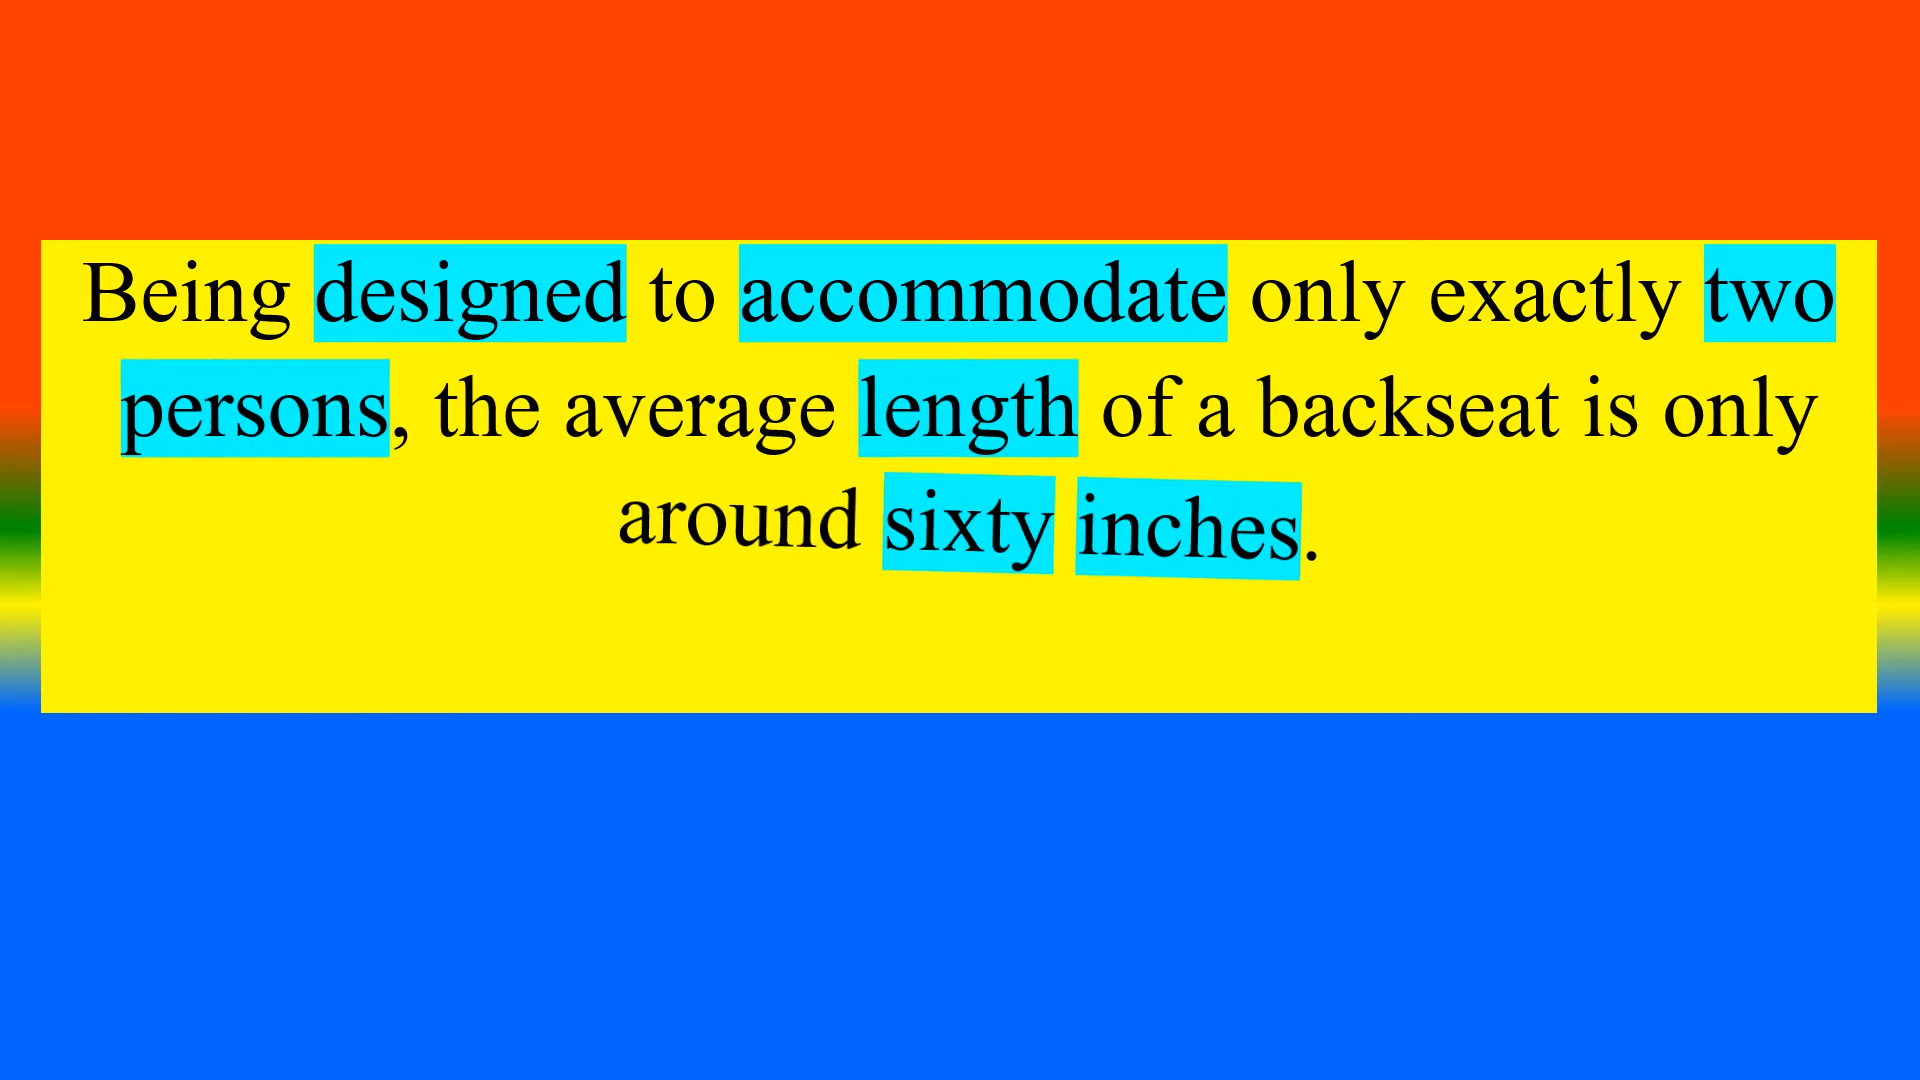 Being designed to accommodate only exactly two
persons, the average length of a backseat is only
around sixty inches.